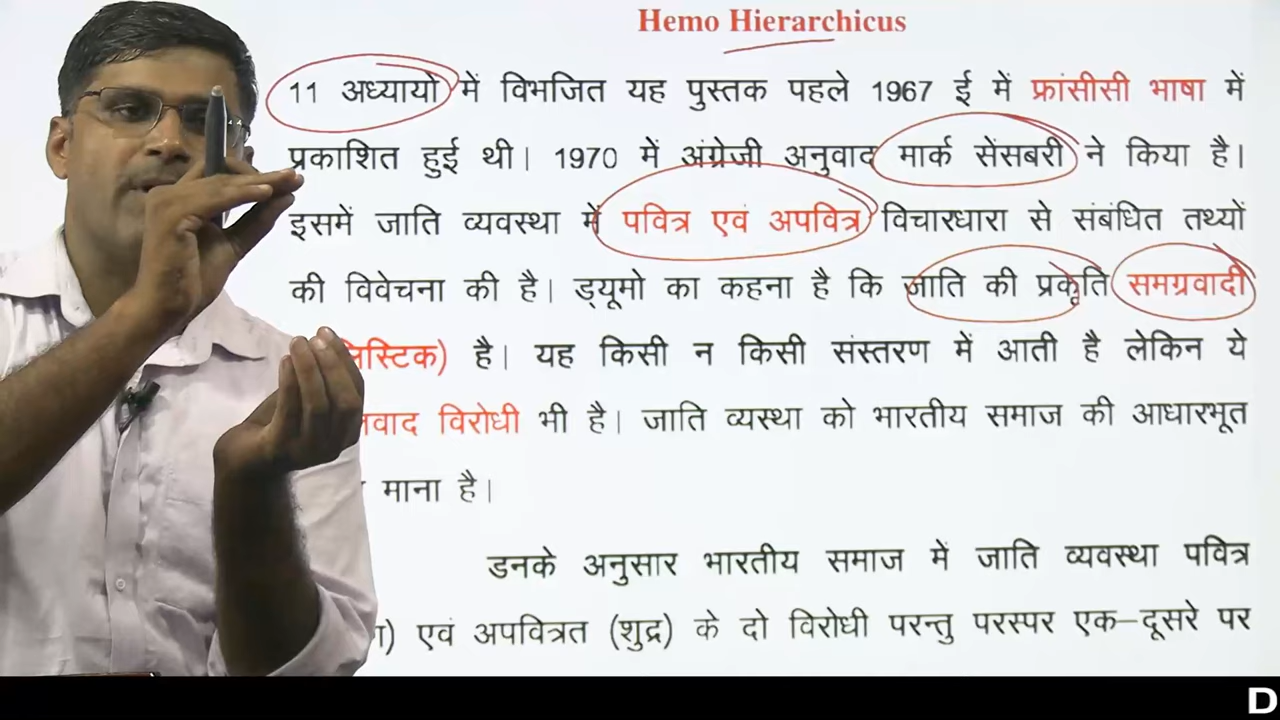 Hemo Hierarchicus
11 अध्यायो में विभजित यह पुस्तक पहले 1967 ई में फ्रांसीसी भाषा में
प्रकाशित हुई थी। 1970 में अंग्रेजी अनुवाद मार्क सेंसबरी ने किया है।
इसमें जाति व्यवस्था में पवित्र एवं अपवित्र विचारधारा से संबंधित तथ्यों
की विवेचना की है। ड्यूमो का कहना है कि जाति की प्रकृति समग्रवादी
लिस्टिक) है। यह किसी न किसी संस्तरण में आती है लेकिन ये
वाद विरोधी भी है। जाति व्यस्था को भारतीय समाज की आधारभूत
माना है।
डनके अनुसार भारतीय समाज में जाति व्यवस्था पवित्र
) एवं अपवित्रत (शुद्र) के दो विरोधी परन्तु परस्पर एक–दूसरे पर
D